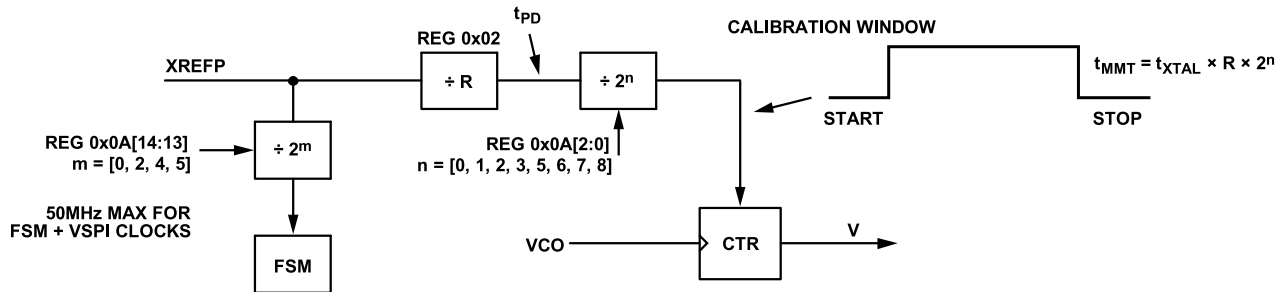 tPD
CALIBRATION WINDOW
REG 0x02
XREFP
÷ R
÷ 2ⁿ
tMMT = tXTAL × R × 2ⁿ
START
STOP
REG 0x0A[14:13]
m = [0, 2, 4, 5]
÷ 2ᵐ
REG 0x0A[2:0]
n = [0, 1, 2, 3, 5, 6, 7, 8]
50MHz MAX FOR
FSM + VSPI CLOCKS
FSM
VCO
CTR
V